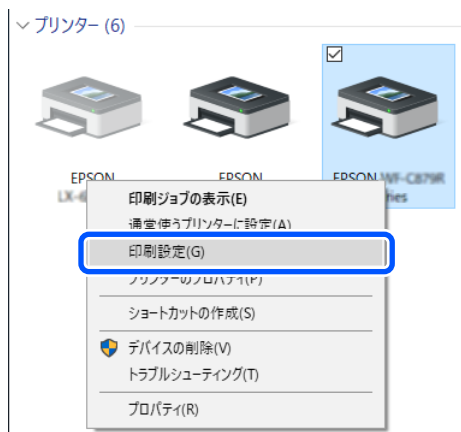 プリンター (6)
EPSON
EPSON
EPSON
印刷ジョブの表示(E)
通常使うプリンターに設定(A)
印刷設定(G)
プリンターのプロパティ(P)
ショートカットの作成(S)
デバイスの削除(V)
トラブルシューティング(T)
プロパティ(R)